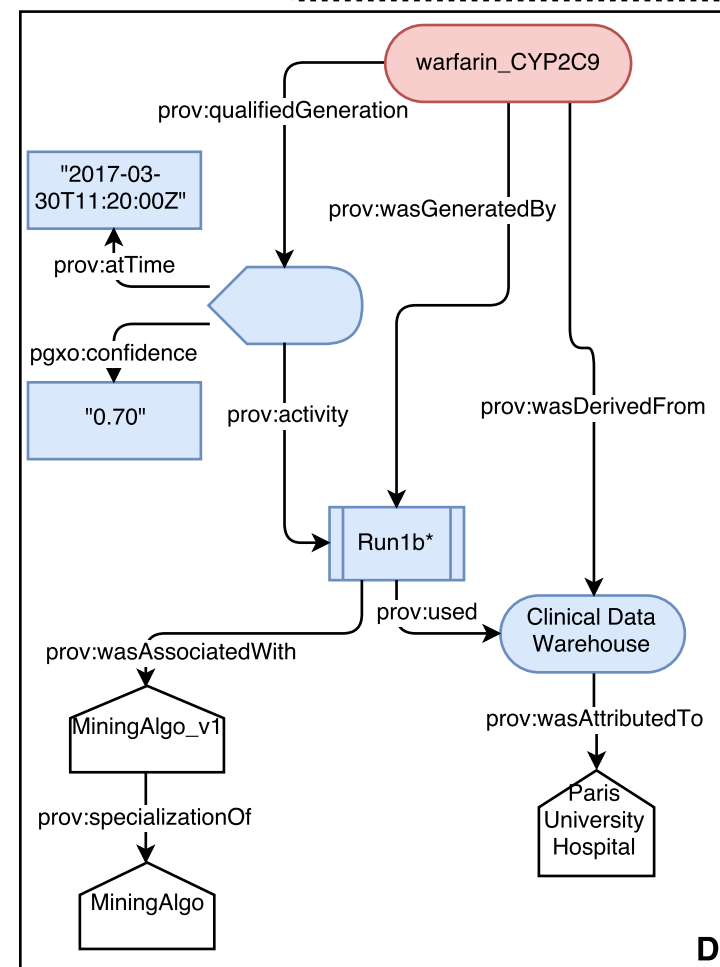 warfarin_CYP2C9
prov:qualifiedGeneration
"2017-03-
30T11:20:00Z"
prov:wasGeneratedBy
prov:atTime
pgxo:confidence
"0.70"
prov:activity
prov:wasDerivedFrom
Run1b*
prov:used
Clinical Data
Warehouse
prov:wasAssociatedWith
MiningAlgo_v1
prov:wasAttributedTo
Paris
University
Hospital
prov:specializationOf
MiningAlgo
D